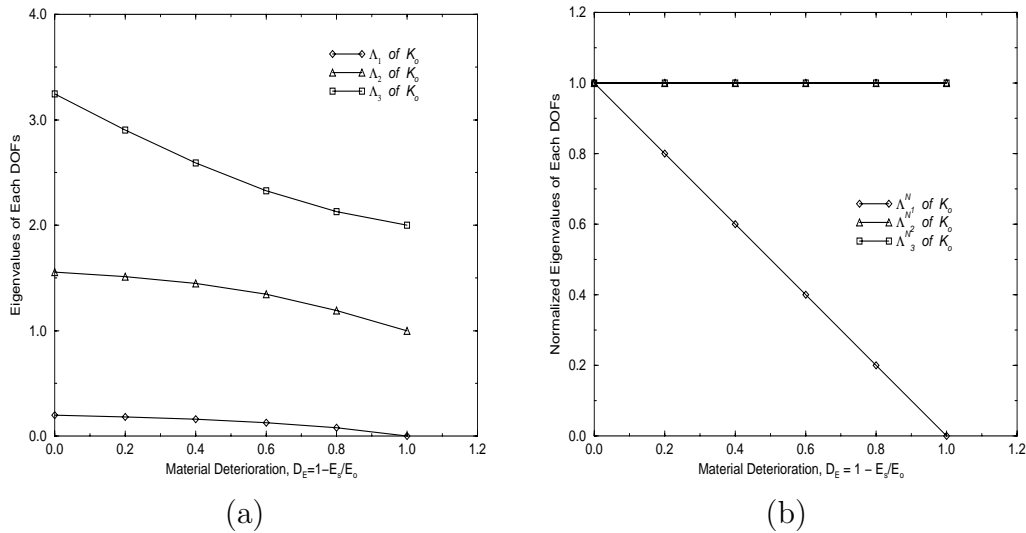 4.0
3.0
2.0
1.0
0.0
0.0 0.2 0.4 0.6 0.8 1.0 1.2
Eigenvalues of Each DOFs
Material Deterioration, D_E=1−E_s/E_o
Λ_1 of K_o
Λ_2 of K_o
Λ_3 of K_o
(a)
1.2
1.0
0.8
0.6
0.4
0.2
0.0
0.0 0.2 0.4 0.6 0.8 1.0 1.2
Normalized Eigenvalues of Each DOFs
Material Deterioration, D_E = 1 − E_s/E_o
Λ^N_1 of K_o
Λ^N_2 of K_o
Λ^N_3 of K_o
(b)